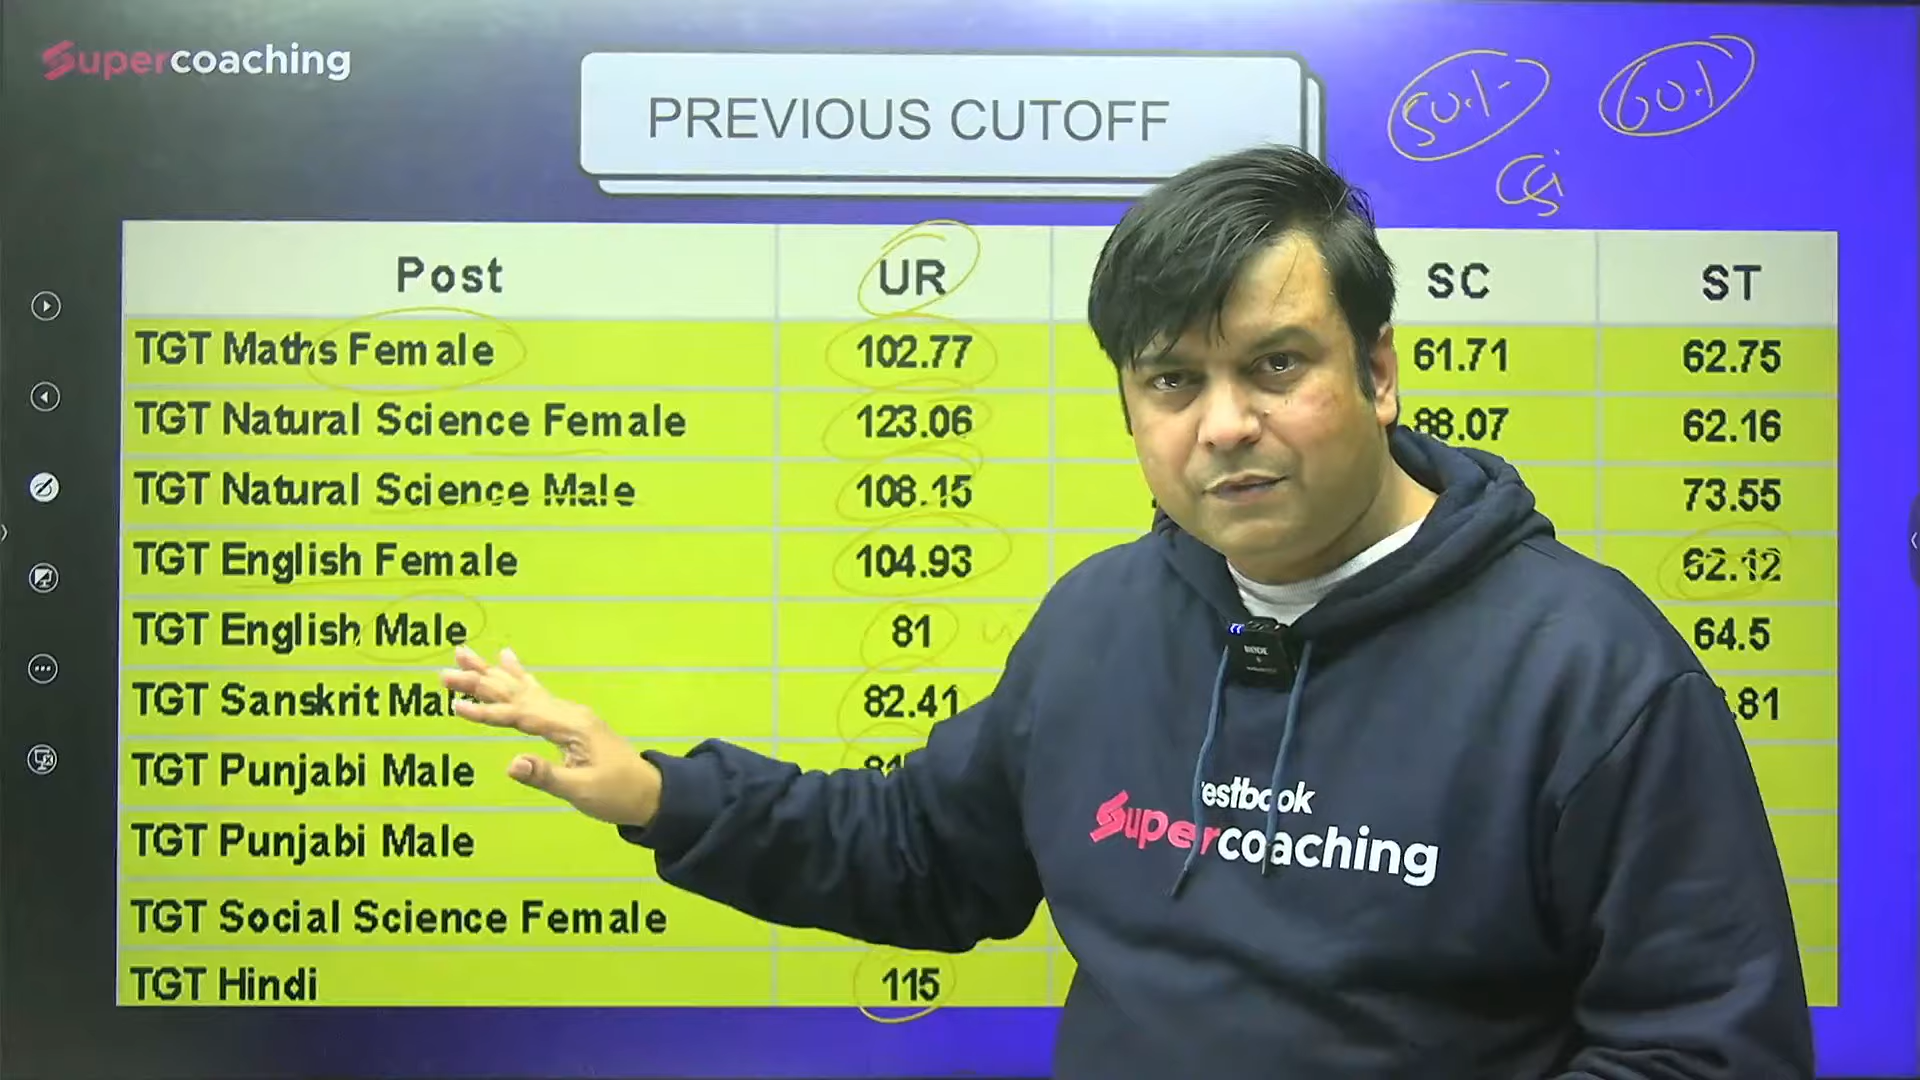 Supercoaching
PREVIOUS CUTOFF
50%
60%
Post UR SC ST
TGT Maths Female 102.77 61.71 62.75
TGT Natural Science Female 123.06 88.07 62.16
TGT Natural Science Male 108.15 73.55
TGT English Female 104.93 62.12
TGT English Male 81 64.5
TGT Sanskrit Male 82.41 .81
TGT Punjabi Male
TGT Punjabi Male
TGT Social Science Female
TGT Hindi 115
testbook
Supercoaching